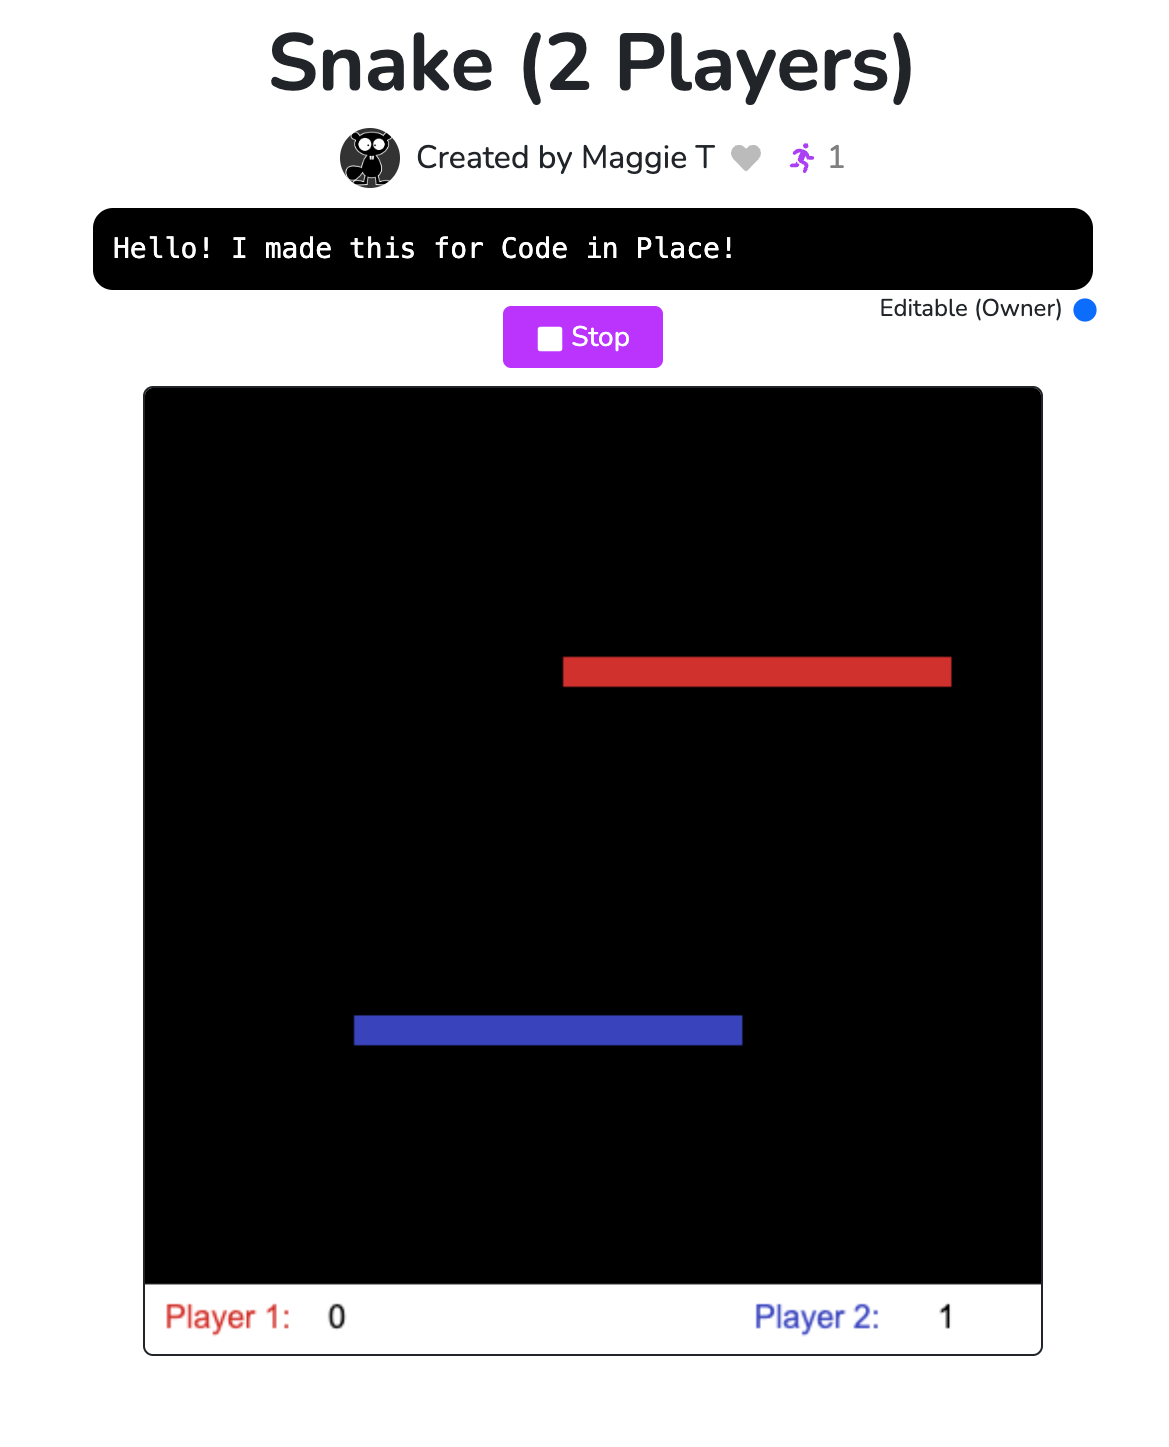 Snake (2 Players)
Created by Maggie T 1
Hello! I made this for Code in Place!
Editable (Owner)
Stop
Player 1: 0 Player 2: 1